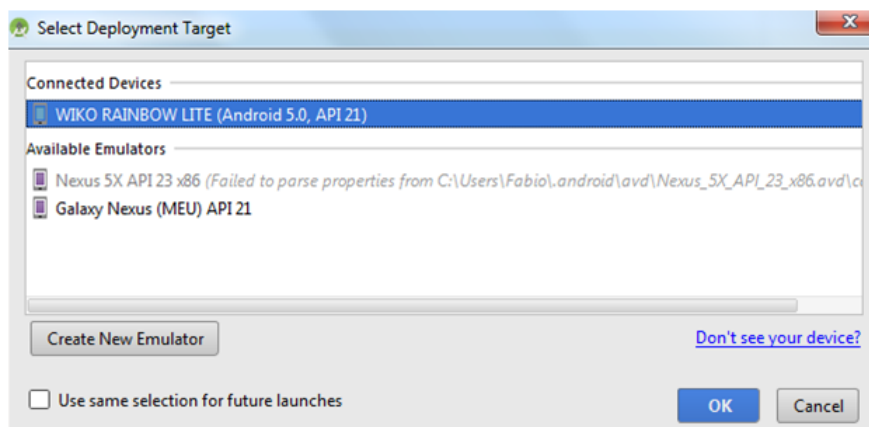 Select Deployment Target
Connected Devices
WIKO RAINBOW LITE (Android 5.0, API 21)
Available Emulators
Nexus 5X API 23 x86 (Failed to parse properties from C:\Users\Fabio\.android\avd\Nexus_5X_API_23_x86.avd\co
Galaxy Nexus (MEU) API 21
Create New Emulator
Don't see your device?
Use same selection for future launches
OK
Cancel